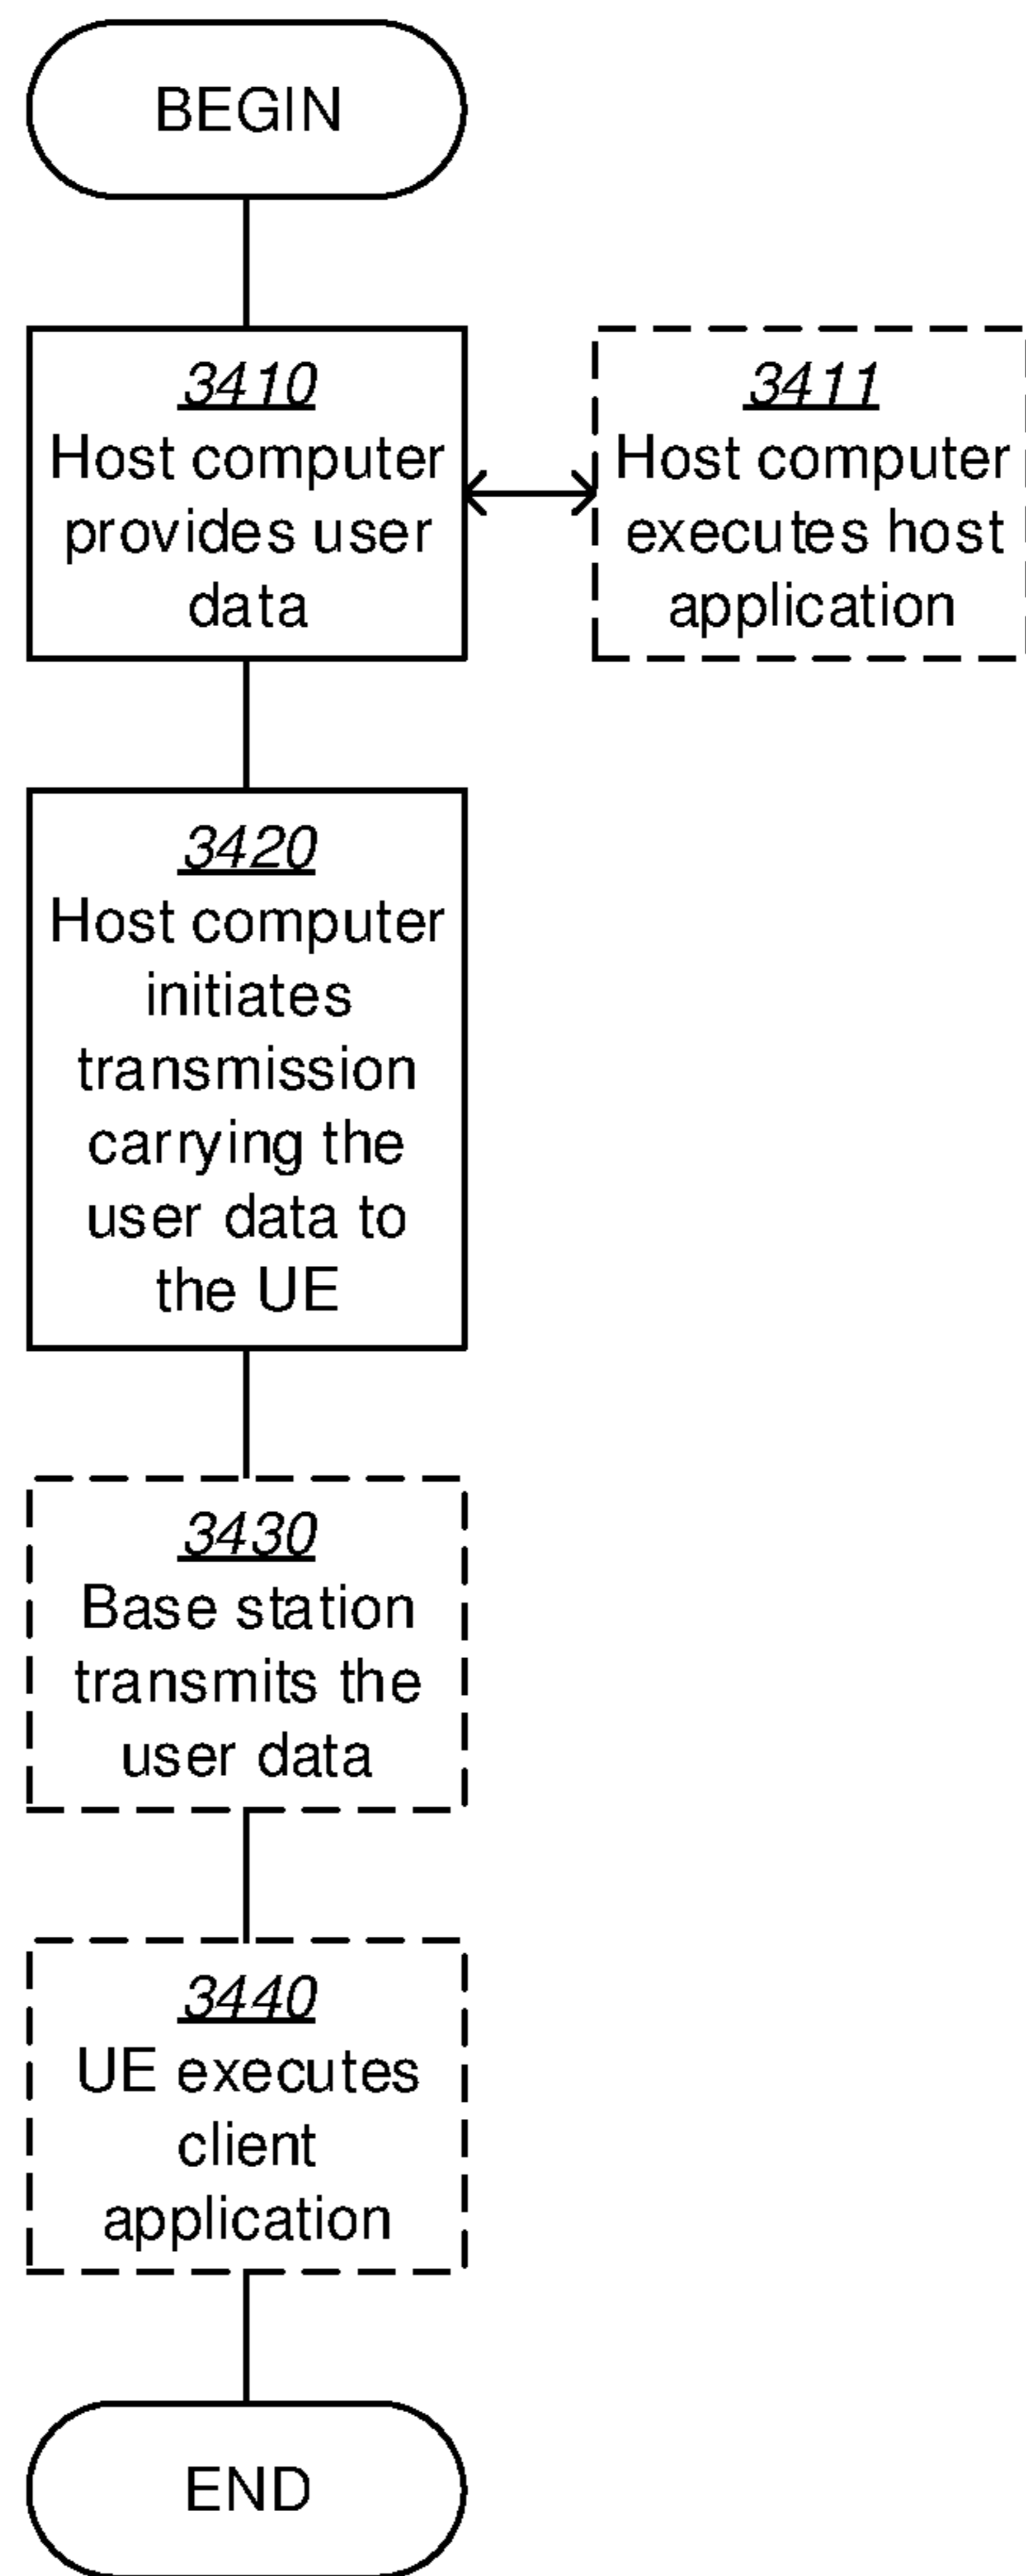 BEGIN
3410
Host computer
provides user
data
3411
Host computer
executes host
application
3420
Host computer
initiates
transmission
carrying the
user data to
the UE
3430
Base station
transmits the
user data
3440
UE executes
client
application
END